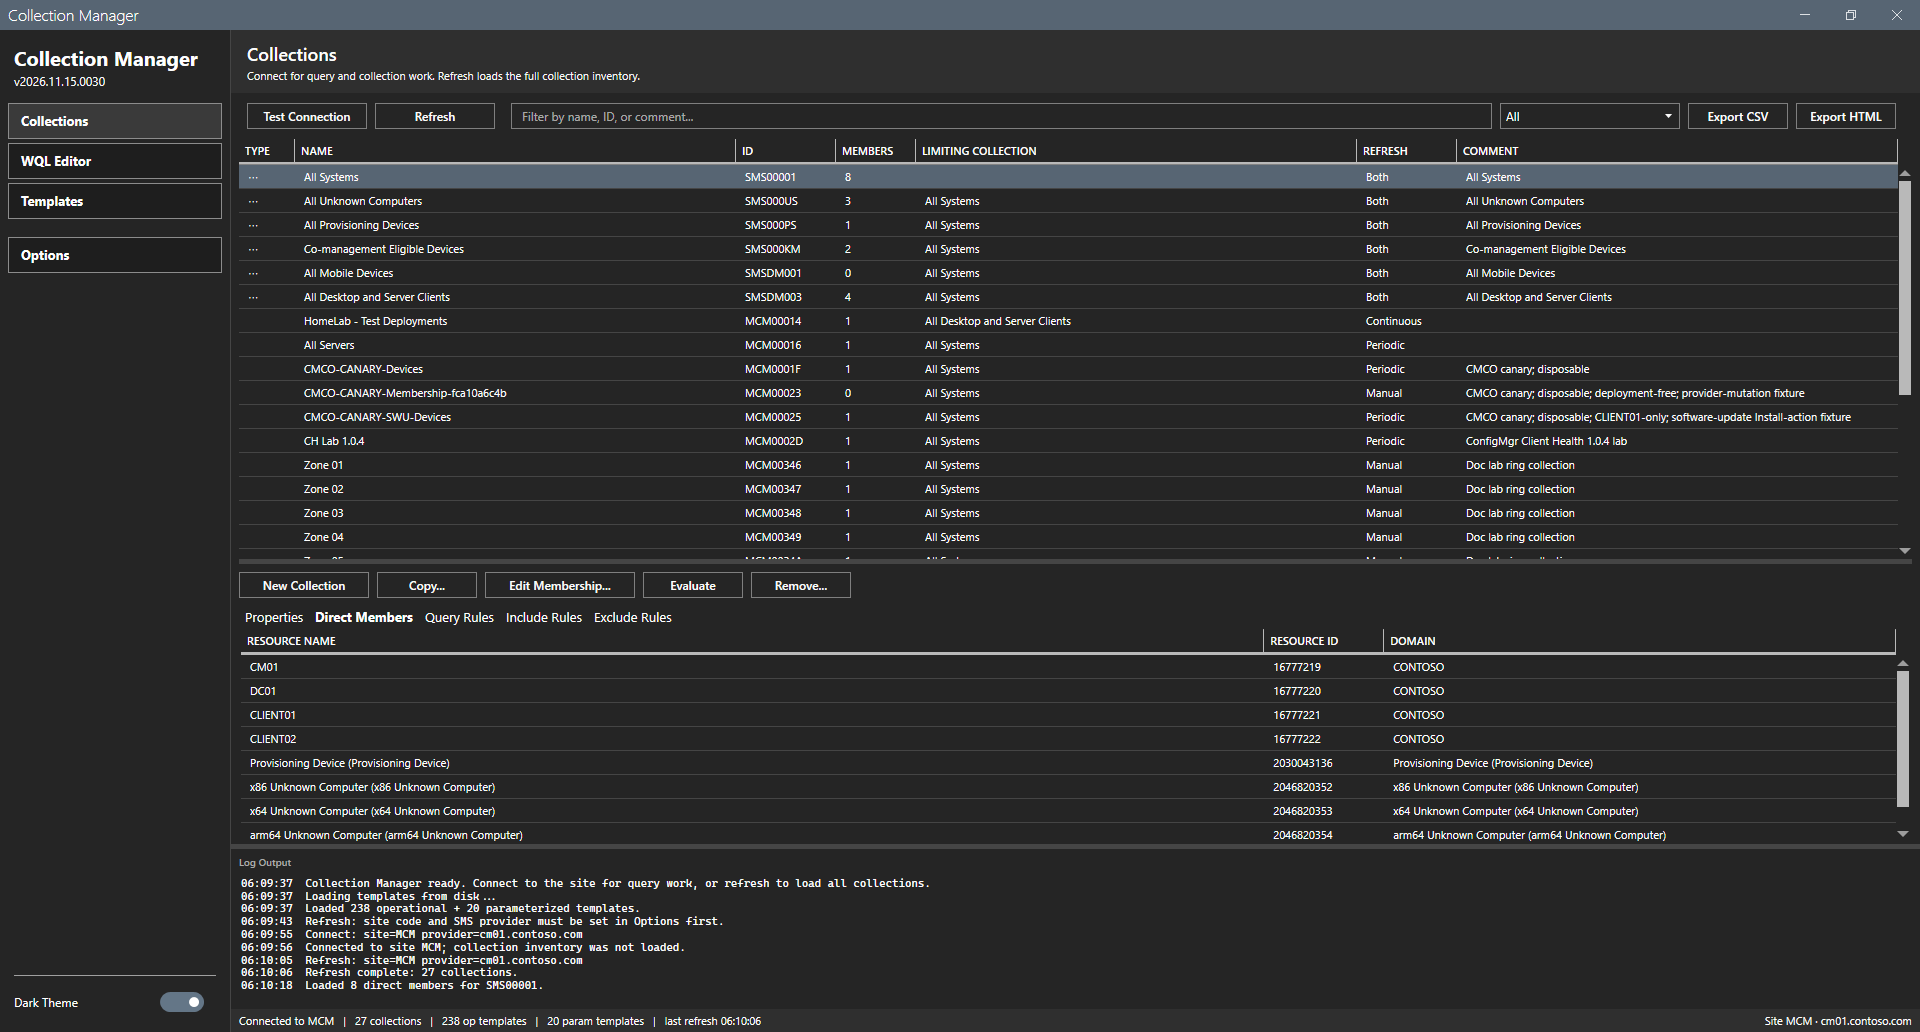 Collection Manager
Collection Manager
v2026.11.15.0030
Collections
WQL Editor
Templates
Options
Dark Theme
Collections
Connect for query and collection work. Refresh loads the full collection inventory.
Test Connection Refresh Filter by name, ID, or comment... All Export CSV Export HTML
TYPE NAME ID MEMBERS LIMITING COLLECTION REFRESH COMMENT
... All Systems SMS00001 8 Both All Systems
... All Unknown Computers SMS000US 3 All Systems Both All Unknown Computers
... All Provisioning Devices SMS000PS 1 All Systems Both All Provisioning Devices
... Co-management Eligible Devices SMS000KM 2 All Systems Both Co-management Eligible Devices
... All Mobile Devices SMSDM001 0 All Systems Both All Mobile Devices
... All Desktop and Server Clients SMSDM003 4 All Systems Both All Desktop and Server Clients
HomeLab - Test Deployments MCM00014 1 All Desktop and Server Clients Continuous
All Servers MCM00016 1 All Systems Periodic
CMCO-CANARY-Devices MCM0001F 1 All Systems Periodic CMCO canary; disposable
CMCO-CANARY-Membership-fca10a6c4b MCM00023 0 All Systems Manual CMCO canary; disposable; deployment-free; provider-mutation fixture
CMCO-CANARY-SWU-Devices MCM00025 1 All Systems Periodic CMCO canary; disposable; CLIENT01-only; software-update Install-action fixture
CH Lab 1.0.4 MCM0002D 1 All Systems Periodic ConfigMgr Client Health 1.0.4 lab
Zone 01 MCM00346 1 All Systems Manual Doc lab ring collection
Zone 02 MCM00347 1 All Systems Manual Doc lab ring collection
Zone 03 MCM00348 1 All Systems Manual Doc lab ring collection
Zone 04 MCM00349 1 All Systems Manual Doc lab ring collection
New Collection Copy... Edit Membership... Evaluate Remove...
Properties Direct Members Query Rules Include Rules Exclude Rules
RESOURCE NAME RESOURCE ID DOMAIN
CM01 16777219 CONTOSO
DC01 16777220 CONTOSO
CLIENT01 16777221 CONTOSO
CLIENT02 16777222 CONTOSO
Provisioning Device (Provisioning Device) 2030043136 Provisioning Device (Provisioning Device)
x86 Unknown Computer (x86 Unknown Computer) 2046820352 x86 Unknown Computer (x86 Unknown Computer)
x64 Unknown Computer (x64 Unknown Computer) 2046820353 x64 Unknown Computer (x64 Unknown Computer)
arm64 Unknown Computer (arm64 Unknown Computer) 2046820354 arm64 Unknown Computer (arm64 Unknown Computer)
Log Output
06:09:37 Collection Manager ready. Connect to the site for query work, or refresh to load all collections.
06:09:37 Loading templates from disk...
06:09:37 Loaded 238 operational + 20 parameterized templates.
06:09:43 Refresh: site code and SMS provider must be set in Options first.
06:09:55 Connect: site=MCM provider=cm01.contoso.com
06:09:56 Connected to site MCM; collection inventory was not loaded.
06:10:05 Refresh: site=MCM provider=cm01.contoso.com
06:10:06 Refresh complete: 27 collections.
06:10:18 Loaded 8 direct members for SMS00001.
Connected to MCM | 27 collections | 238 op templates | 20 param templates | last refresh 06:10:06 Site MCM · cm01.contoso.com